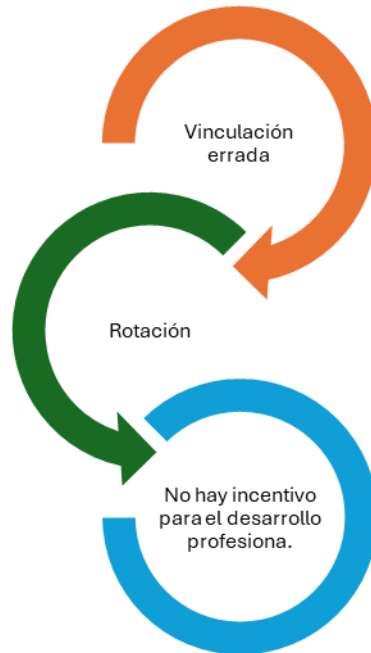 Vinculación
errada
Rotación
No hay incentivo
para el desarrollo
profesiona.